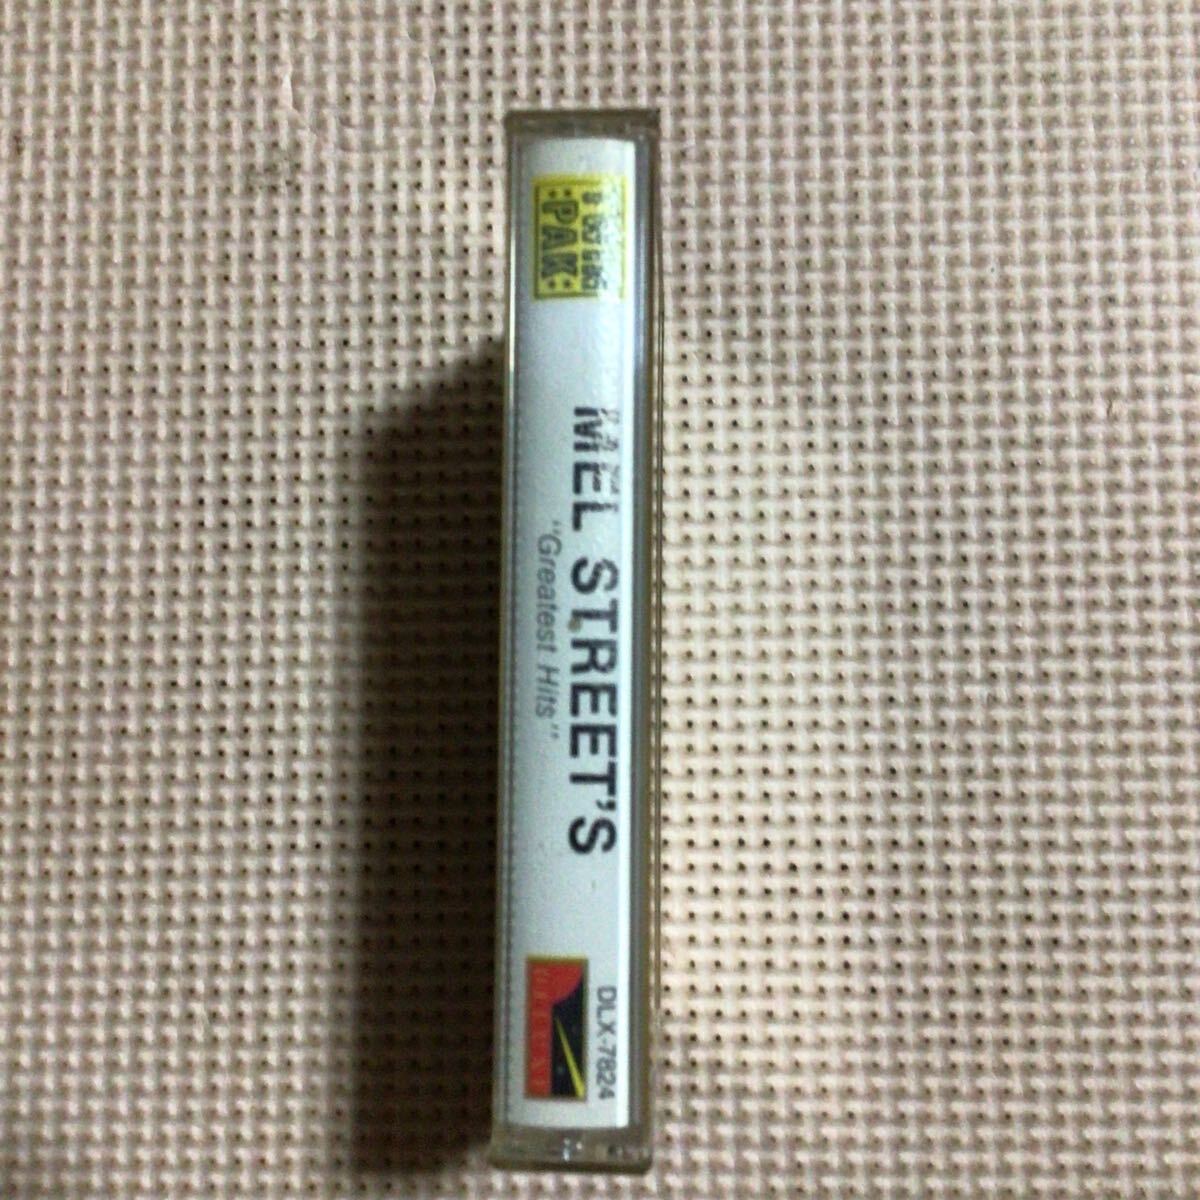 :PAK:
MEL STREET'S
"Greatest Hits"
DLX-7824